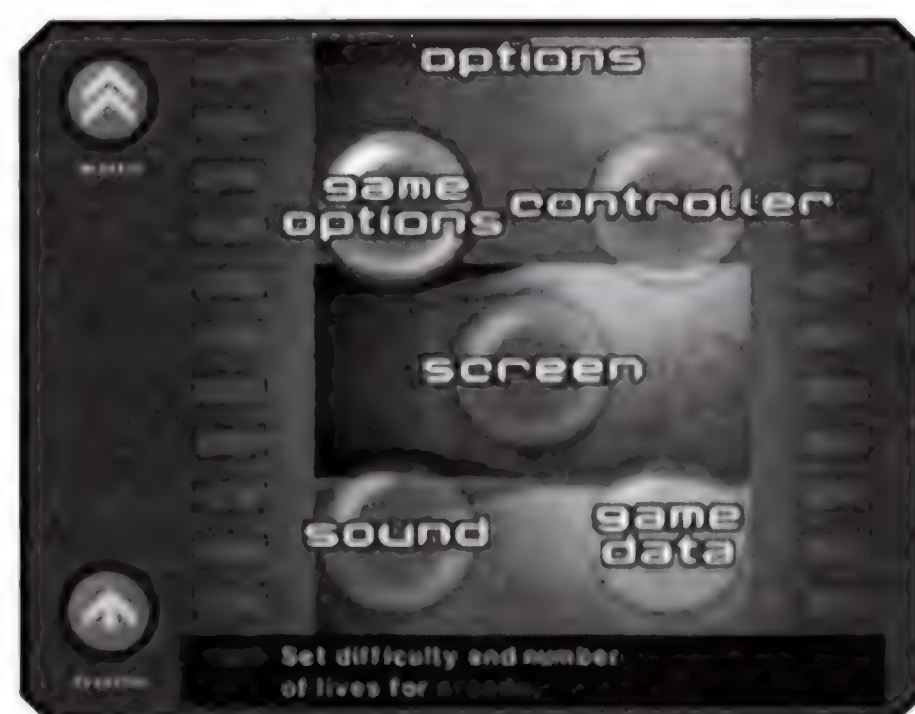 options
game
options
controller
screen
sound
game
data
Set difficulty and number
of lives for